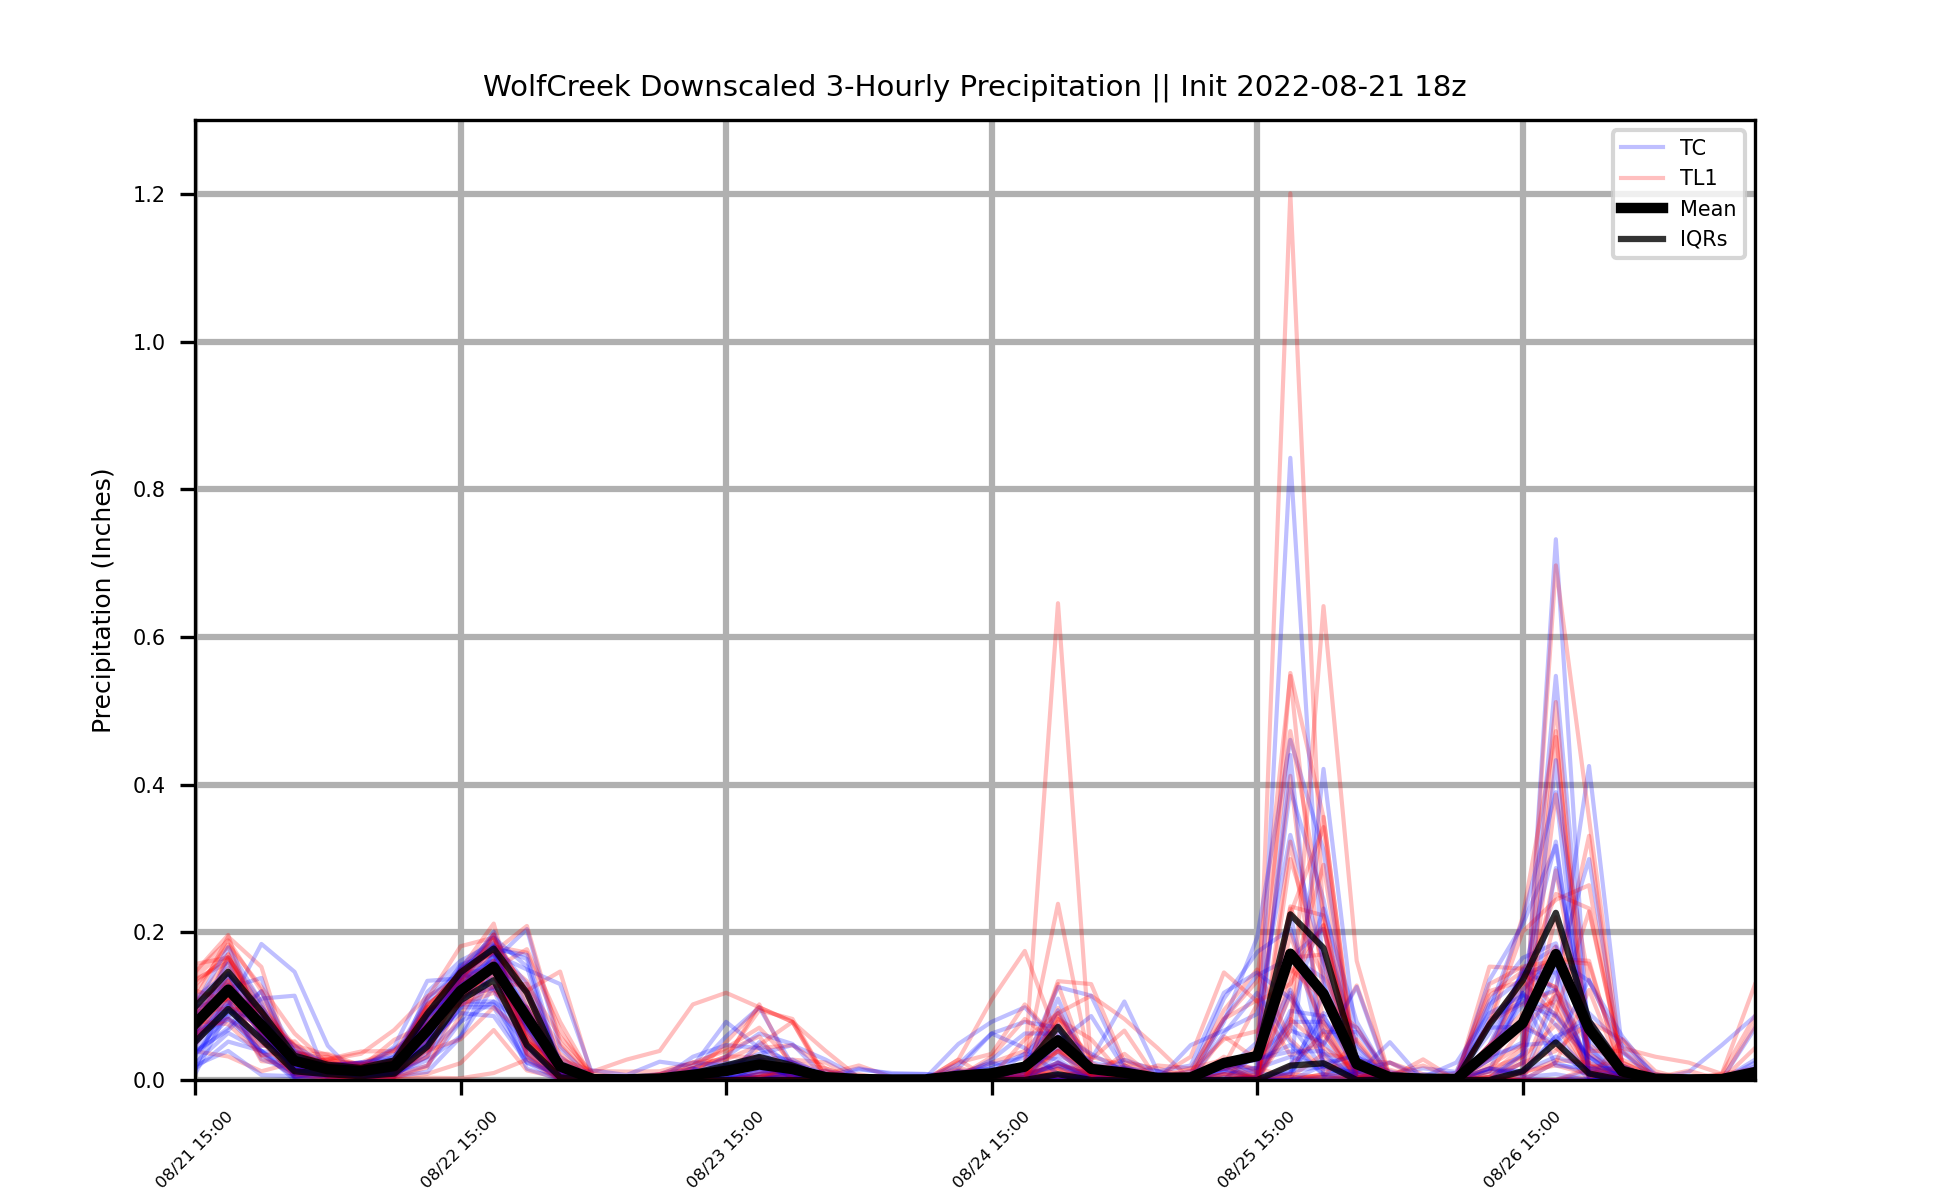 WolfCreek Downscaled 3-Hourly Precipitation || Init 2022-08-21 18z
TC
TL1
Mean
IQRs
Precipitation (Inches)
1.2
1.0
0.8
0.6
0.4
0.2
0.0
08/21 15:00
08/22 15:00
08/23 15:00
08/24 15:00
08/25 15:00
08/26 15:00